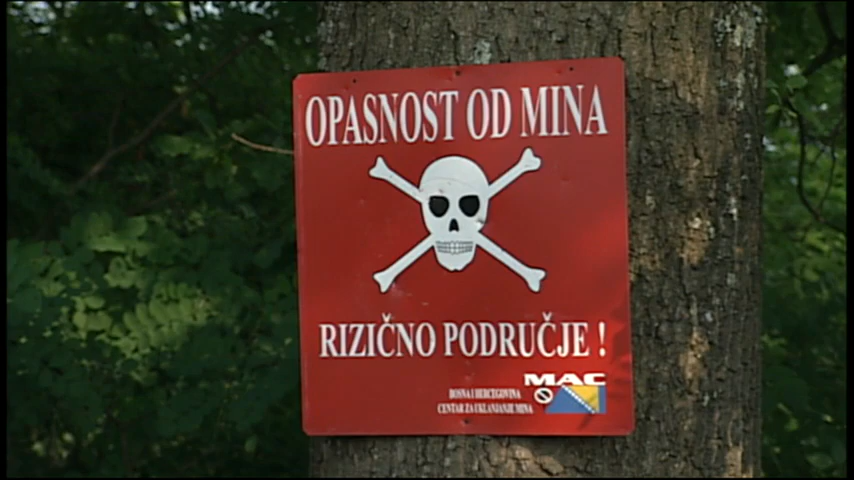 OPASNOST OD MINA
RIZIČNO PODRUČJE !
MAC
BOSNA I HERCEGOVINA
CENTAR ZA UKLANJANJE MINA